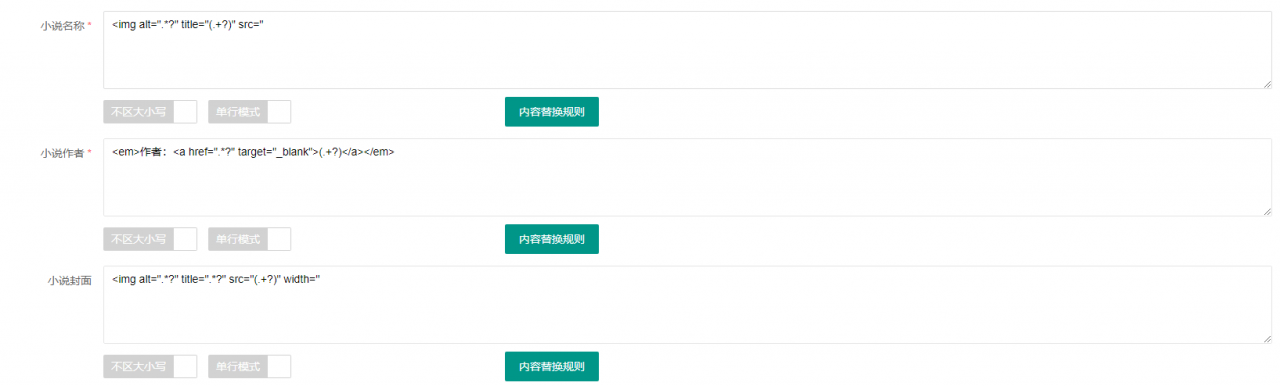 小说名称 *
<img alt=".*?" title="(.+?)" src="
不区大小写 单行模式 内容替换规则
小说作者 *
<em>作者：<a href=".*?" target="_blank">(.+?)</a></em>
不区大小写 单行模式 内容替换规则
小说封面
<img alt=".*?" title=".*?" src="(.+?)" width="
不区大小写 单行模式 内容替换规则